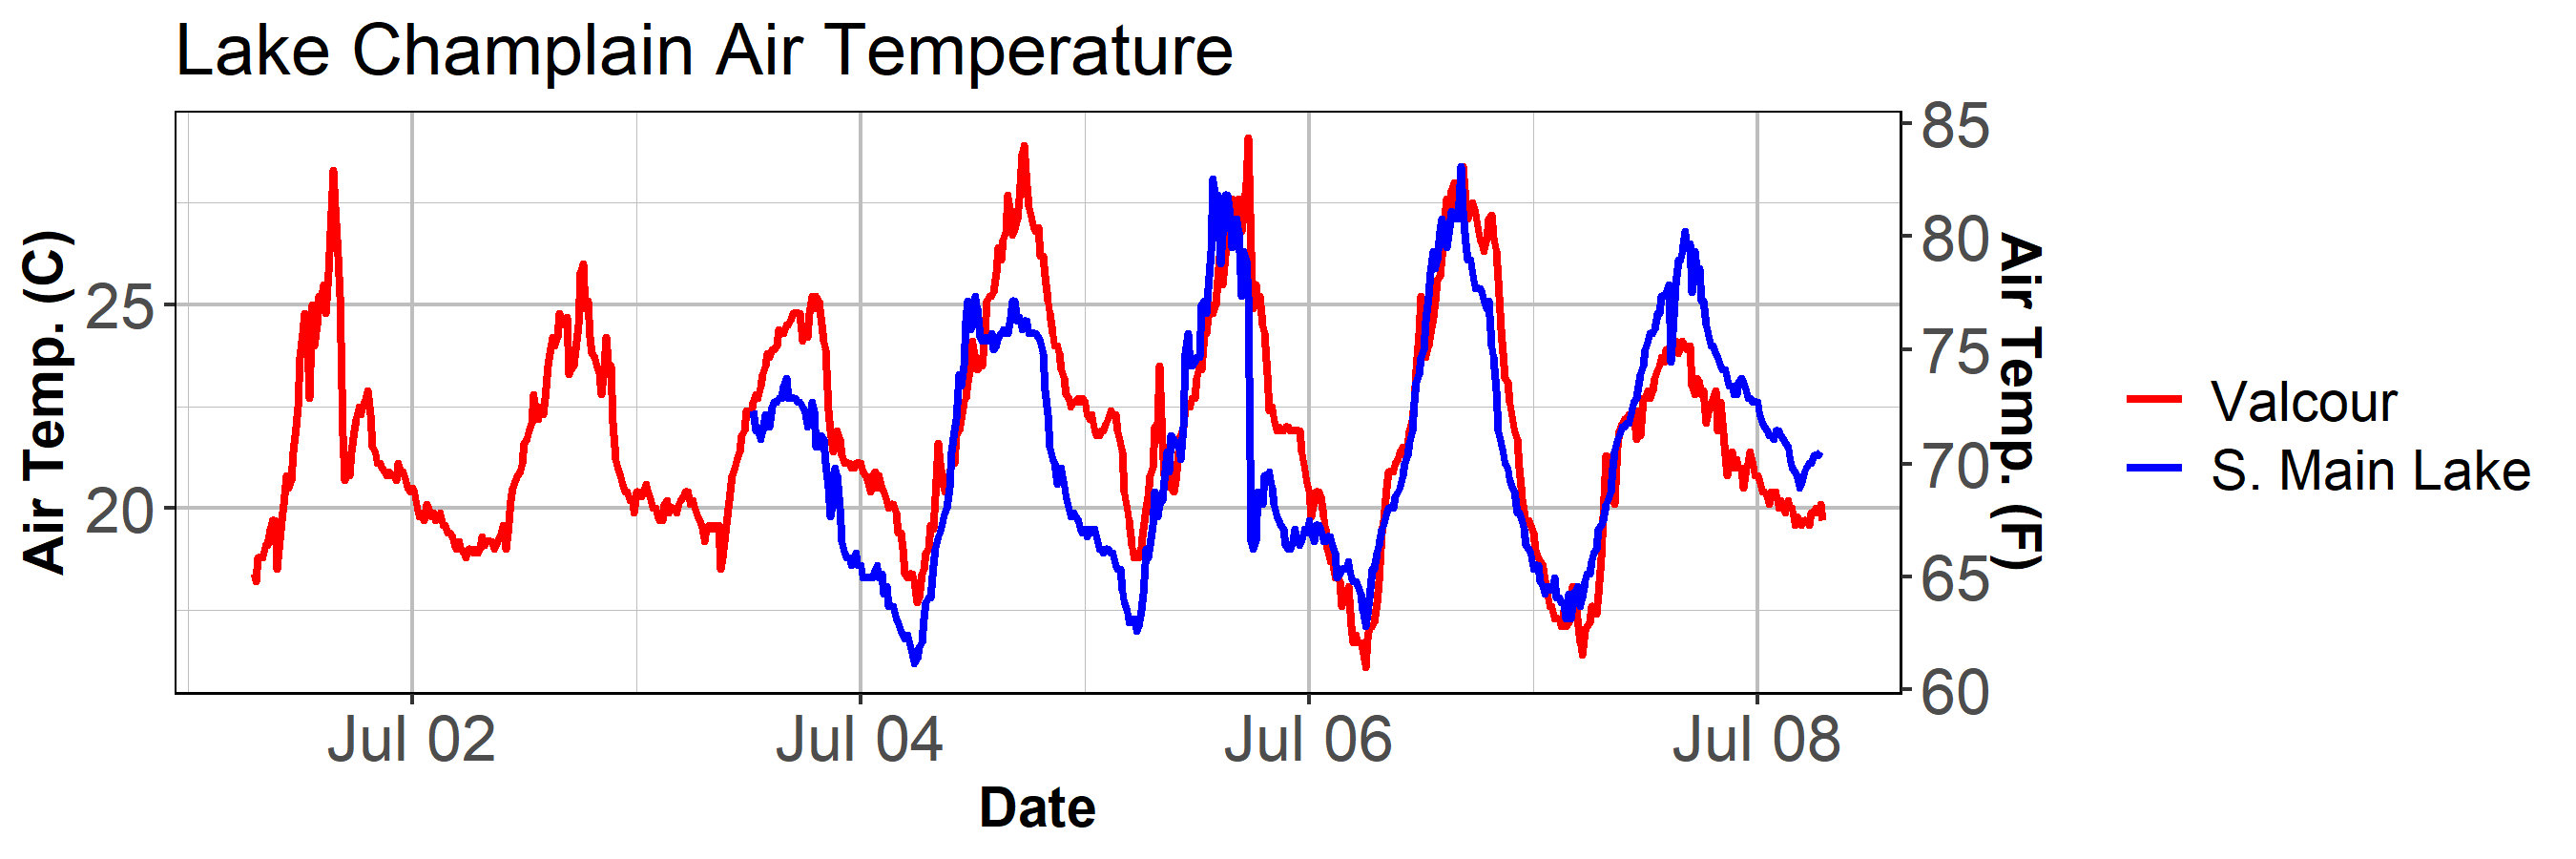 Lake Champlain Air Temperature
Air Temp. (C)
25
20
85
80
75
70
65
60
Air Temp. (F)
Jul 02
Jul 04
Jul 06
Jul 08
Date
Valcour
S. Main Lake